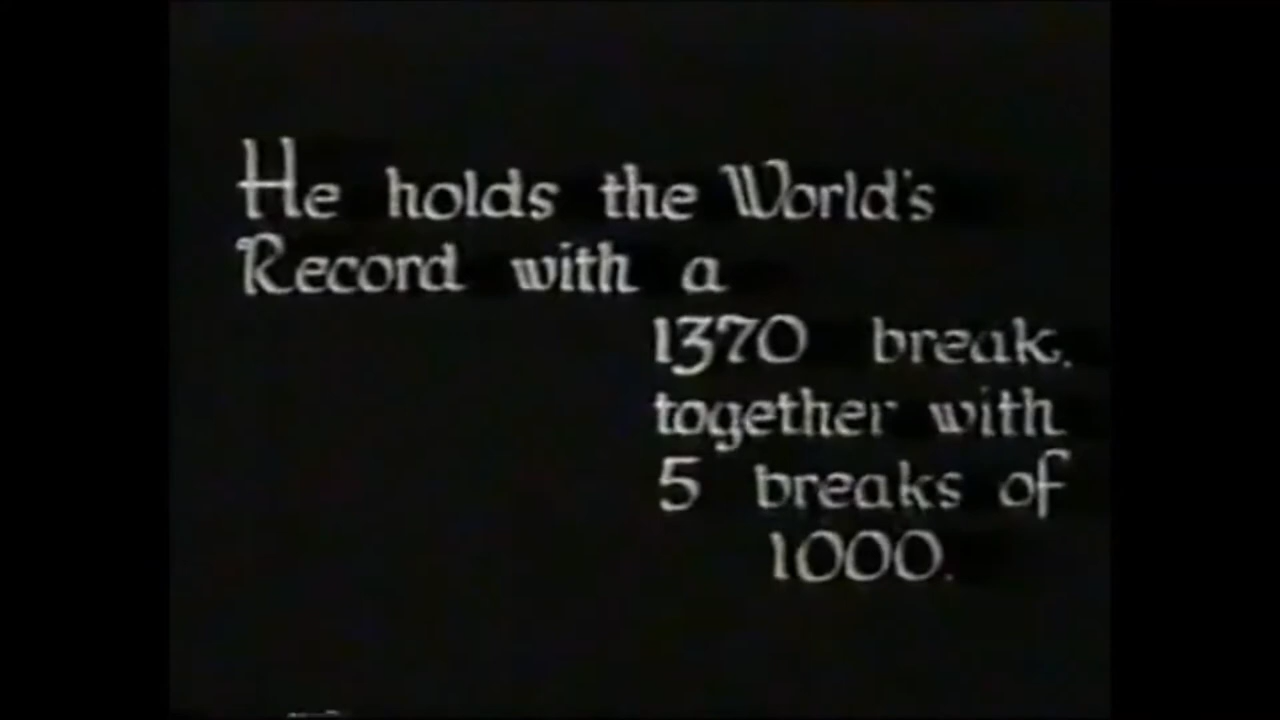 He holds the World's
Record with a
1370 break.
together with
5 breaks of
1000.